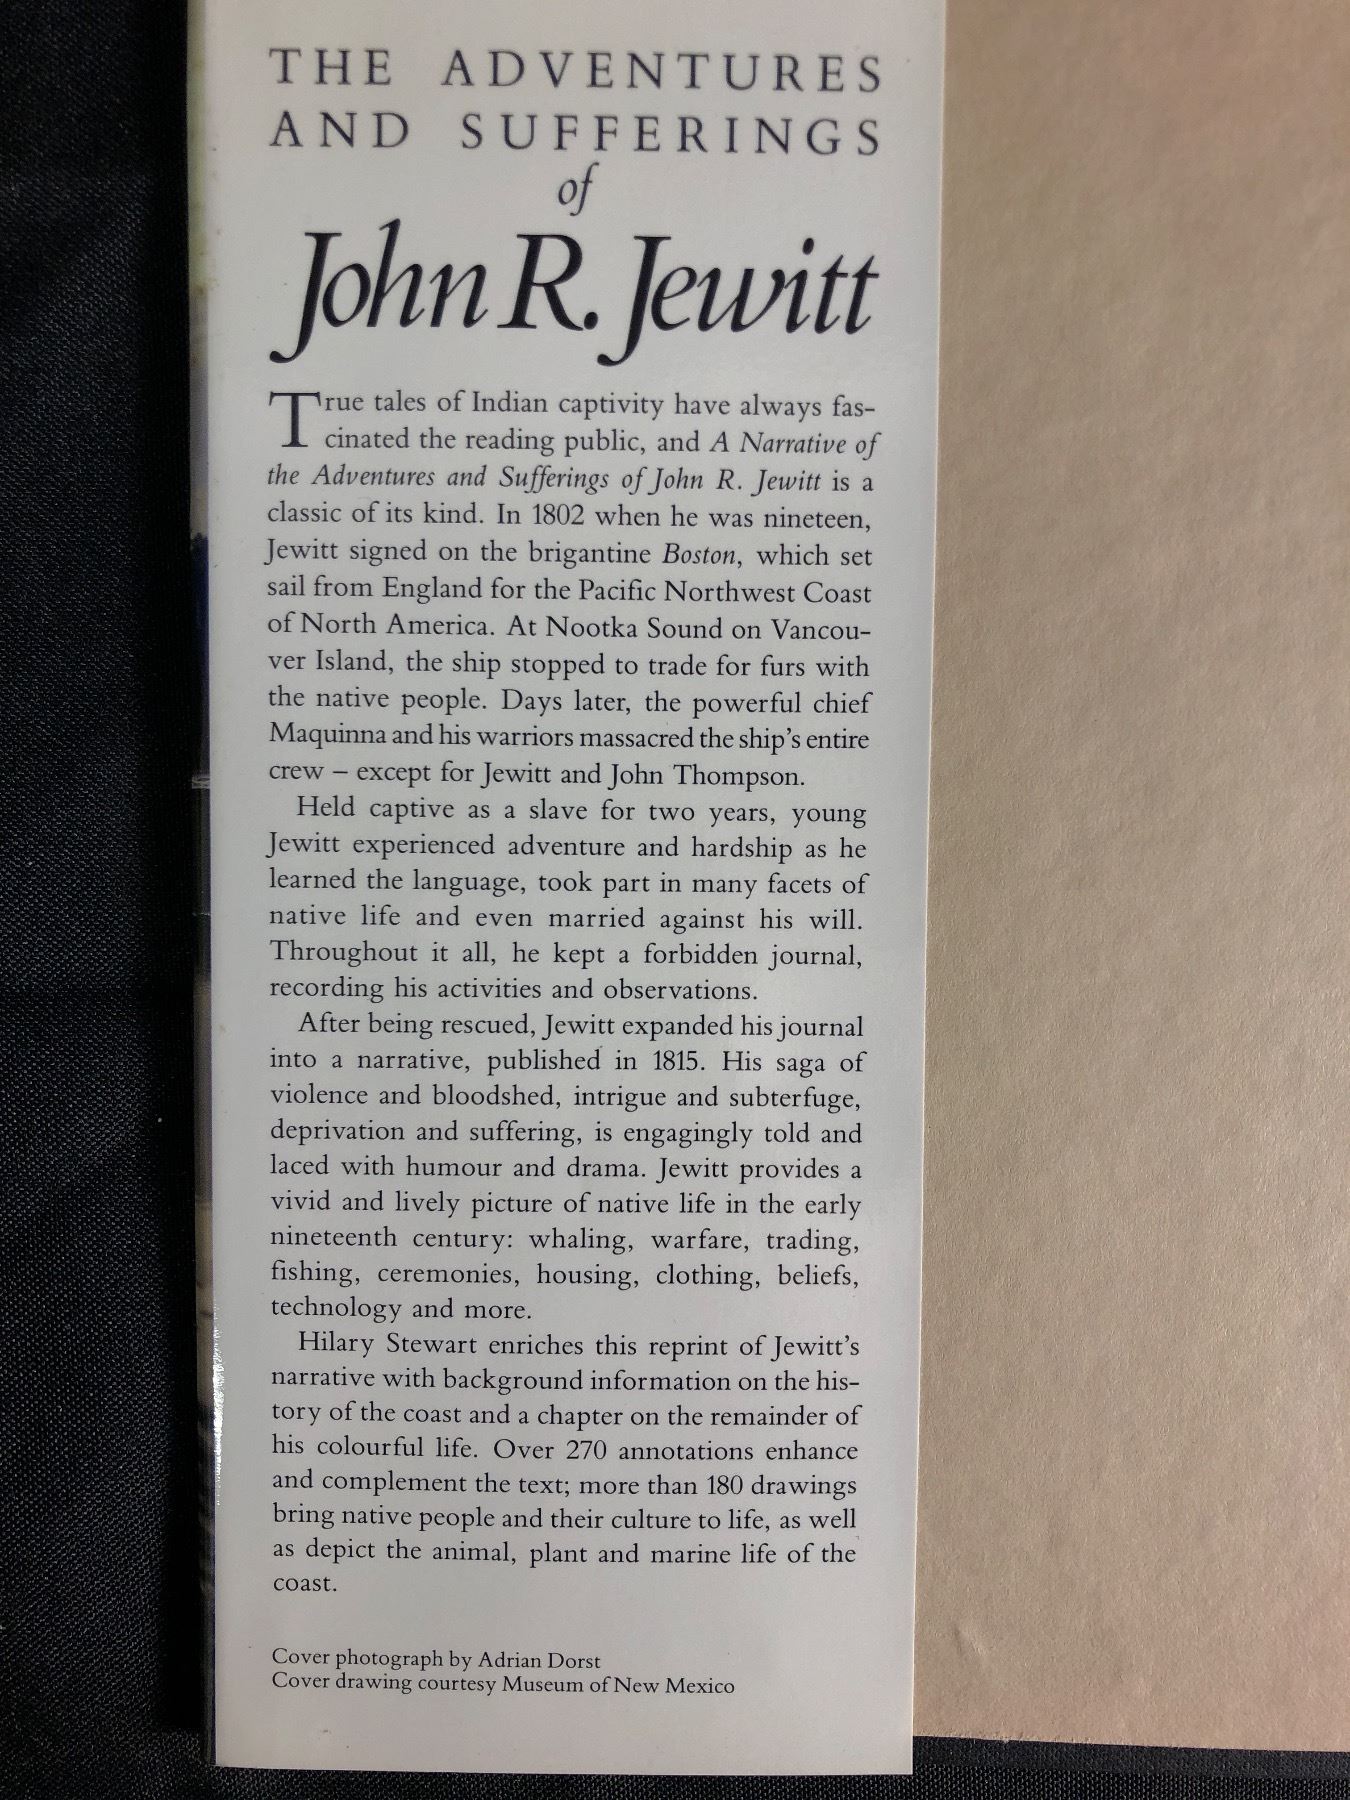 THE ADVENTURES
AND SUFFERINGS
of
John R. Jewitt
True tales of Indian captivity have always fas-
cinated the reading public, and A Narrative of
the Adventures and Sufferings of John R. Jewitt is a
classic of its kind. In 1802 when he was nineteen,
Jewitt signed on the brigantine Boston, which set
sail from England for the Pacific Northwest Coast
of North America. At Nootka Sound on Vancou-
ver Island, the ship stopped to trade for furs with
the native people. Days later, the powerful chief
Maquinna and his warriors massacred the ship's entire
crew – except for Jewitt and John Thompson.
Held captive as a slave for two years, young
Jewitt experienced adventure and hardship as he
learned the language, took part in many facets of
native life and even married against his will.
Throughout it all, he kept a forbidden journal,
recording his activities and observations.
After being rescued, Jewitt expanded his journal
into a narrative, published in 1815. His saga of
violence and bloodshed, intrigue and subterfuge,
deprivation and suffering, is engagingly told and
laced with humour and drama. Jewitt provides a
vivid and lively picture of native life in the early
nineteenth century: whaling, warfare, trading,
fishing, ceremonies, housing, clothing, beliefs,
technology and more.
Hilary Stewart enriches this reprint of Jewitt's
narrative with background information on the his-
tory of the coast and a chapter on the remainder of
his colourful life. Over 270 annotations enhance
and complement the text; more than 180 drawings
bring native people and their culture to life, as well
as depict the animal, plant and marine life of the
coast.
Cover photograph by Adrian Dorst
Cover drawing courtesy Museum of New Mexico